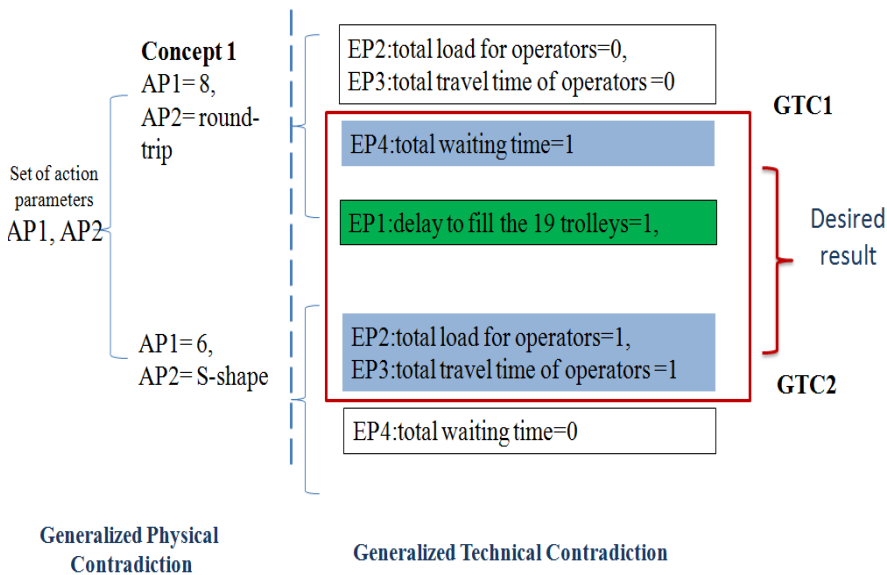 Set of action
parameters
AP1, AP2
Concept 1
AP1= 8,
AP2= round-
trip
AP1= 6,
AP2= S-shape
EP2:total load for operators=0,
EP3:total travel time of operators =0
GTC1
EP4:total waiting time=1
EP1:delay to fill the 19 trolleys=1,
Desired
result
EP2:total load for operators=1,
EP3:total travel time of operators =1
GTC2
EP4:total waiting time=0
Generalized Physical
Contradiction
Generalized Technical Contradiction